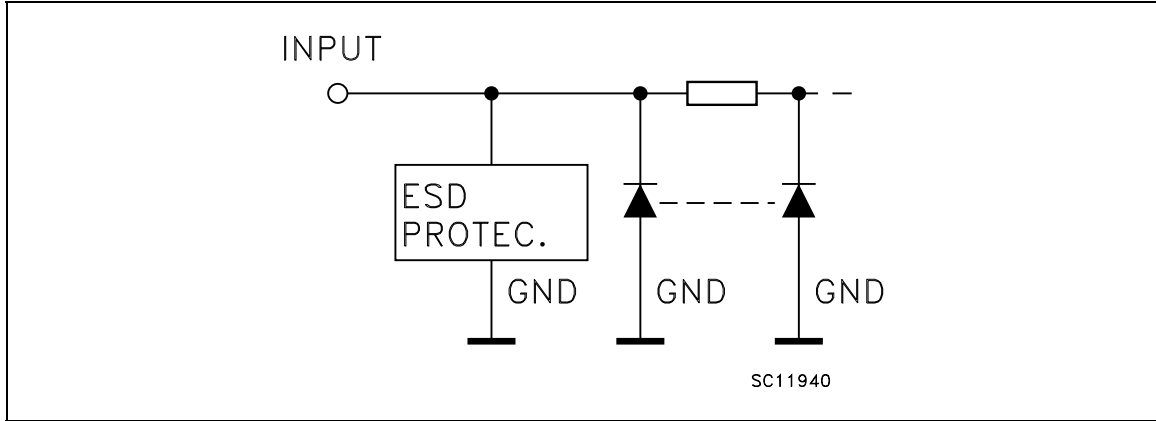 INPUT
ESD
PROTEC.
GND
GND
GND
SC11940